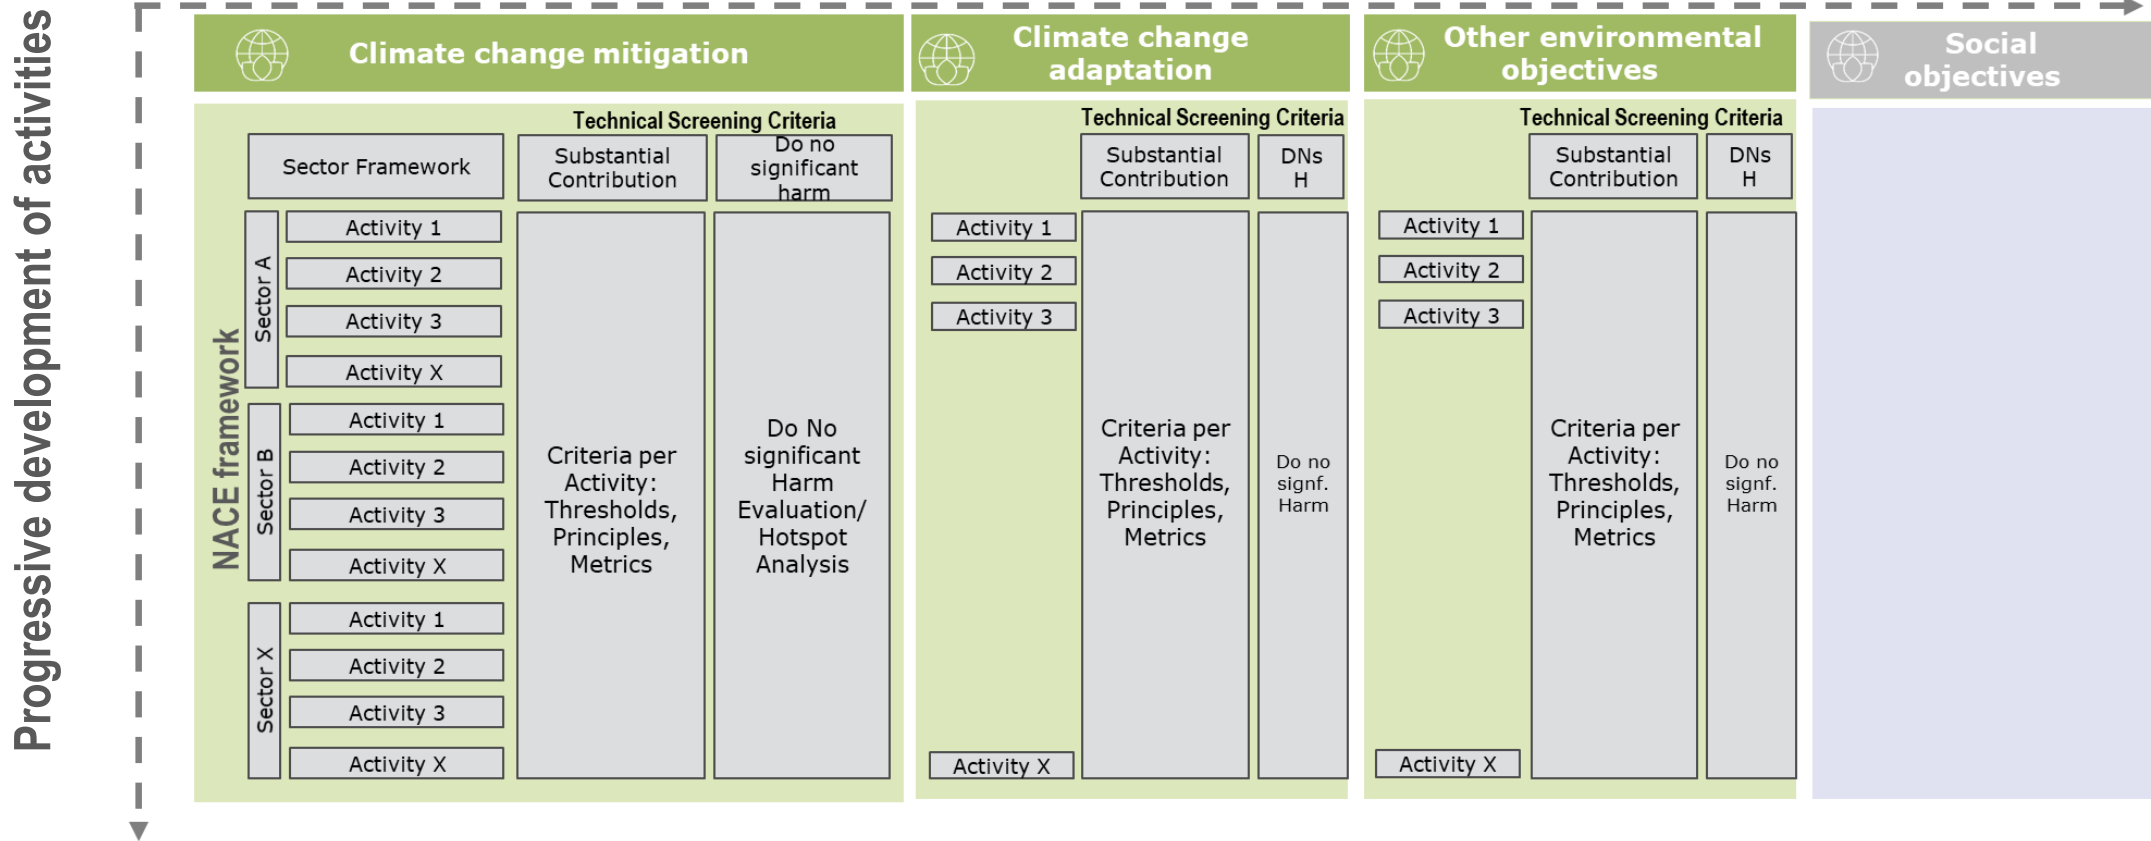 Progressive development of activities
Climate change mitigation
Technical Screening Criteria
Sector Framework
Substantial
Contribution
Do no
significant
harm
NACE framework
Sector A
Activity 1
Activity 2
Activity 3
Activity X
Sector B
Activity 1
Activity 2
Activity 3
Activity X
Sector X
Activity 1
Activity 2
Activity 3
Activity X
Criteria per
Activity:
Thresholds,
Principles,
Metrics
Do No
significant
Harm
Evaluation/
Hotspot
Analysis
Climate change
adaptation
Technical Screening Criteria
Substantial
Contribution
DNs
H
Activity 1
Activity 2
Activity 3
Activity X
Criteria per
Activity:
Thresholds,
Principles,
Metrics
Do no
signf.
Harm
Other environmental
objectives
Technical Screening Criteria
Substantial
Contribution
DNs
H
Activity 1
Activity 2
Activity 3
Activity X
Criteria per
Activity:
Thresholds,
Principles,
Metrics
Do no
signf.
Harm
Social
objectives